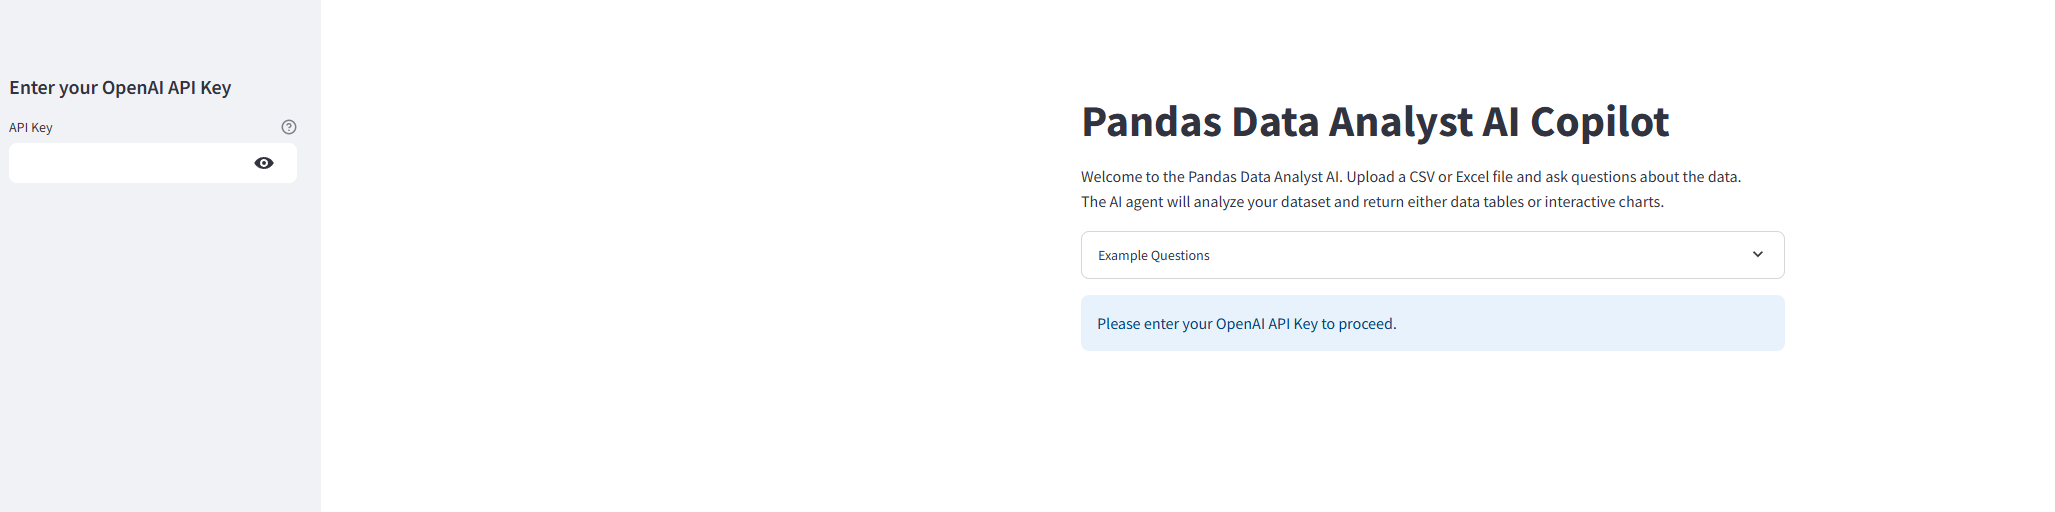 Enter your OpenAI API Key
API Key
Pandas Data Analyst AI Copilot
Welcome to the Pandas Data Analyst AI. Upload a CSV or Excel file and ask questions about the data.
The AI agent will analyze your dataset and return either data tables or interactive charts.
Example Questions
Please enter your OpenAI API Key to proceed.